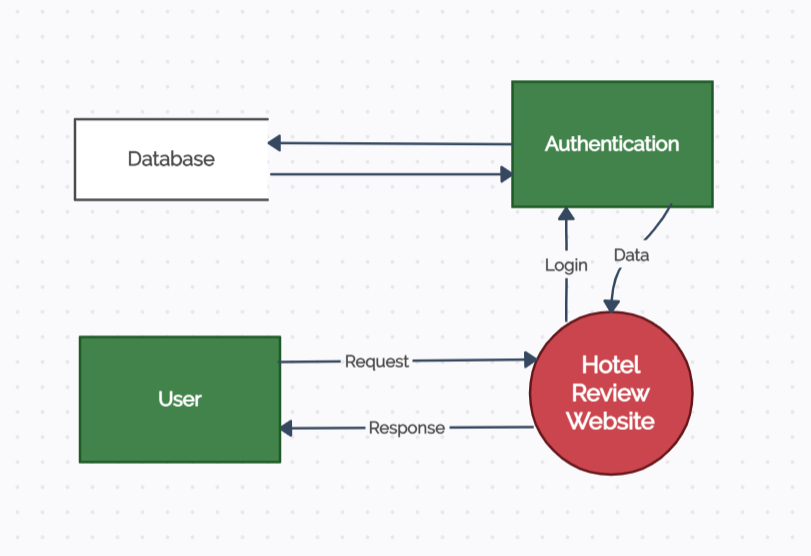 Database
Authentication
Login
Data
User
Request
Response
Hotel
Review
Website